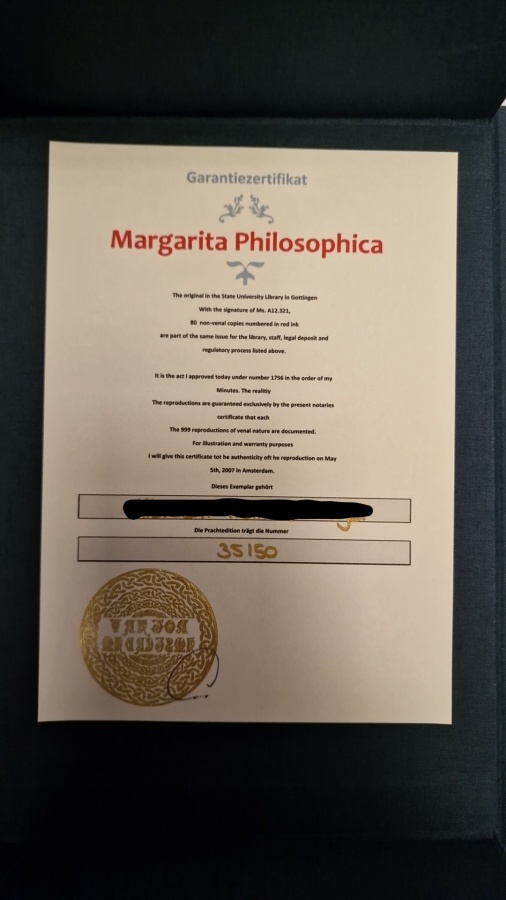 Garantiezertifikat
Margarita Philosophica
The original in the State University Library in Gottingen
With the signature of Ms. A12.321,
80 non-venal copies numbered in red ink
are part of the same issue for the library, staff, legal deposit and
regulatory process listed above.
It is the act I approved today under number 1756 in the order of my
Minutes. The realitiy
The reproductions are guaranteed exclusively by the present notaries
certificate that each
The 999 reproductions of venal nature are documented.
For illustration and warranty purposes
I will give this certificate tot he authenticity oft he reproduction on May
5th, 2007 in Amsterdam.
Dieses Exemplar gehört
Die Prachtedition trägt die Nummer
35150